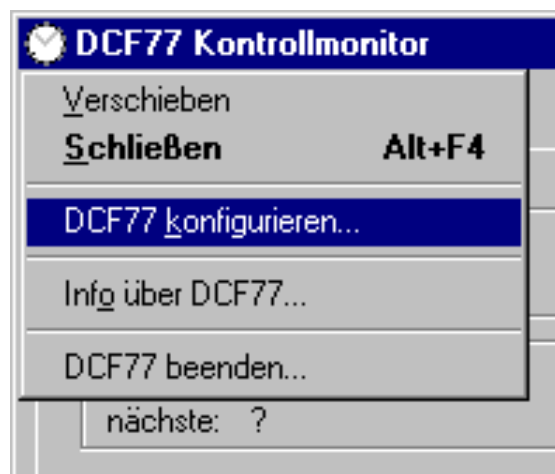 DCF77 Kontrollmonitor
Verschieben
Schließen Alt+F4
DCF77 konfigurieren...
Info über DCF77...
DCF77 beenden...
nächste: ?